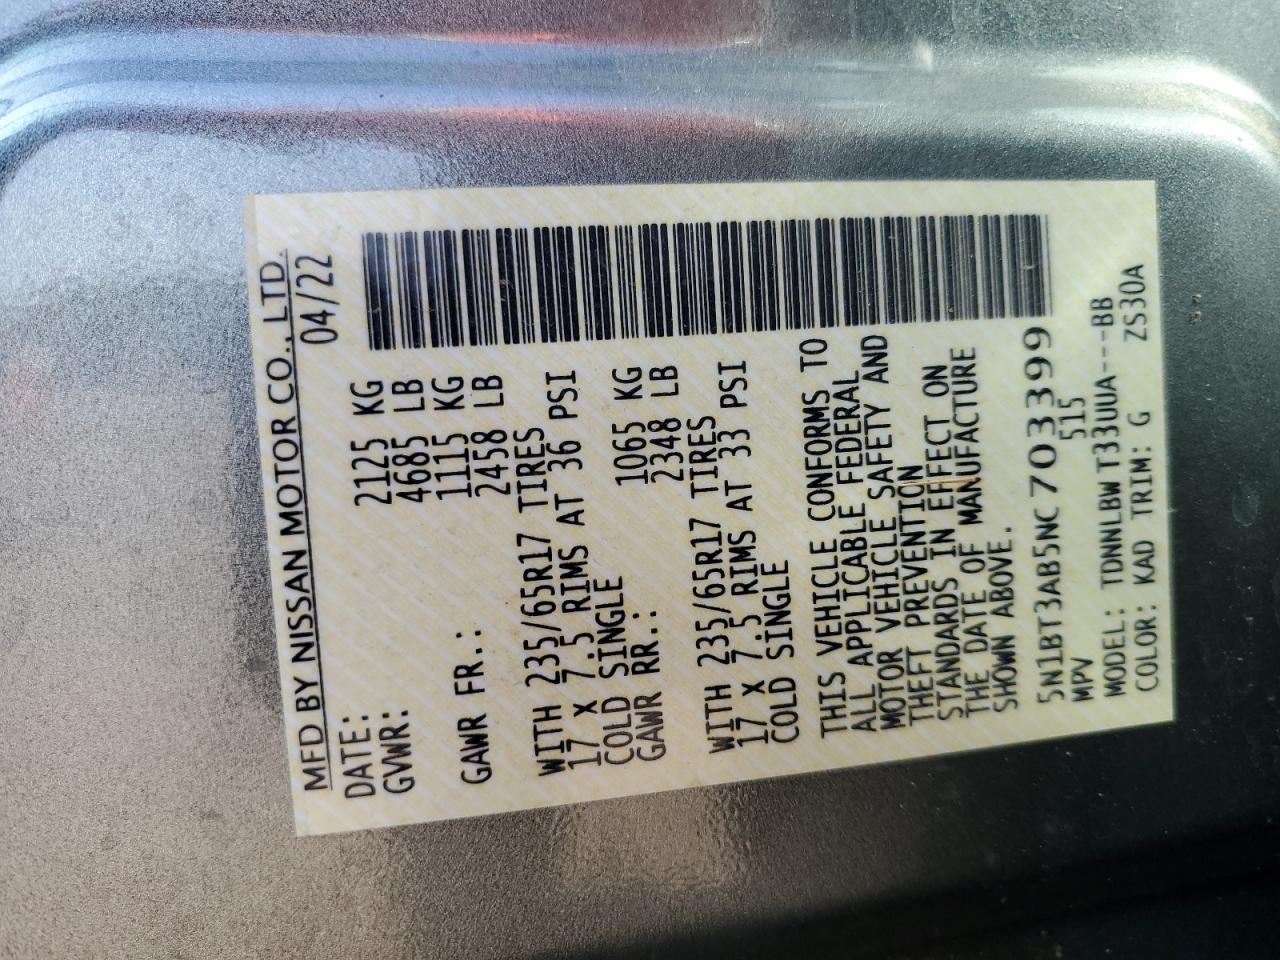 MFD BY NISSAN MOTOR CO., LTD.
DATE: 04/22
GVWR: 2125 KG
4685 LB
GAWR FR.: 1115 KG
2458 LB
WITH 235/65R17 TIRES
17 X 7.5 RIMS AT 36 PSI
COLD SINGLE
GAWR RR.: 1065 KG
2348 LB
WITH 235/65R17 TIRES
17 X 7.5 RIMS AT 33 PSI
COLD SINGLE
THIS VEHICLE CONFORMS TO
ALL APPLICABLE FEDERAL
MOTOR VEHICLE SAFETY AND
THEFT PREVENTION
STANDARDS IN EFFECT ON
THE DATE OF MANUFACTURE
SHOWN ABOVE.
5N1BT3AB5NC703399
MPV 515
MODEL: TDNNLBW T33UUA---BB
COLOR: KAD TRIM: G ZS30A